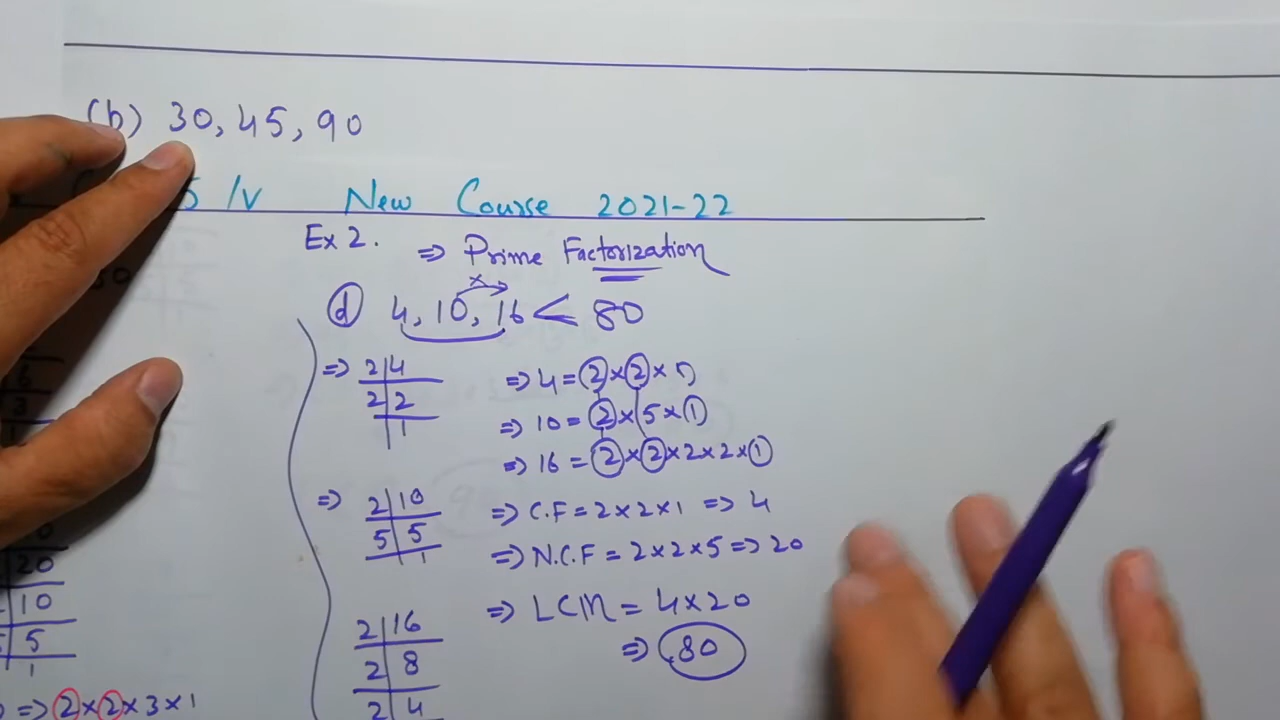 (b) 30, 45, 90
5 /V New Course 2021-22
Ex 2. ⇒ Prime Factorization
(d) 4, 10, 16 < 80
×
⇒ 2 | 4
2 | 2
1
⇒ 4 = 2 × 2 × 1
⇒ 10 = 2 × 5 × 1
⇒ 16 = 2 × 2 × 2 × 2 × 1
⇒ 2 | 10
5 | 5
1
⇒ C.F = 2 × 2 × 1 ⇒ 4
⇒ N.C.F = 2 × 2 × 5 ⇒ 20
⇒ LCM = 4 × 20
⇒ 80
2 | 16
2 | 8
2 | 4
20
10
5
1
⇒ 2 × 2 × 3 × 1